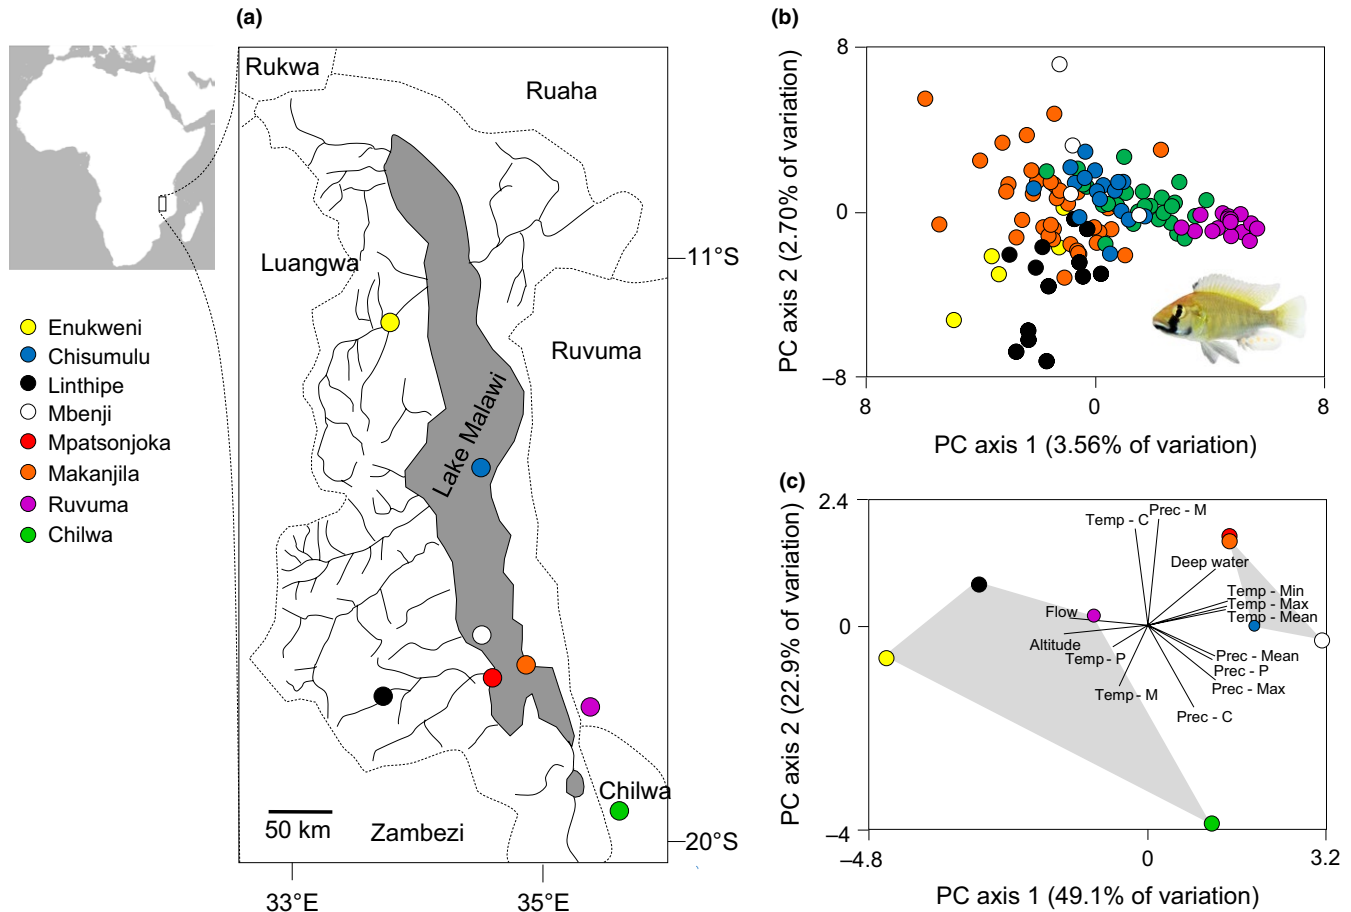 (a)
Rukwa
Ruaha
Luangwa
Ruvuma
Lake Malawi
Chilwa
Zambezi
50 km
–11°S
–20°S
33°E
35°E
Enukweni
Chisumulu
Linthipe
Mbenji
Mpatsonjoka
Makanjila
Ruvuma
Chilwa
(b)
PC axis 2 (2.70% of variation)
8
0
–8
8
0
8
PC axis 1 (3.56% of variation)
(c)
PC axis 2 (22.9% of variation)
2.4
0
–4
Temp - C
Prec - M
Deep water
Temp - Min
Temp - Max
Temp - Mean
Flow
Altitude
Temp - P
Temp - M
Prec - Mean
Prec - P
Prec - Max
Prec - C
–4.8
0
3.2
PC axis 1 (49.1% of variation)